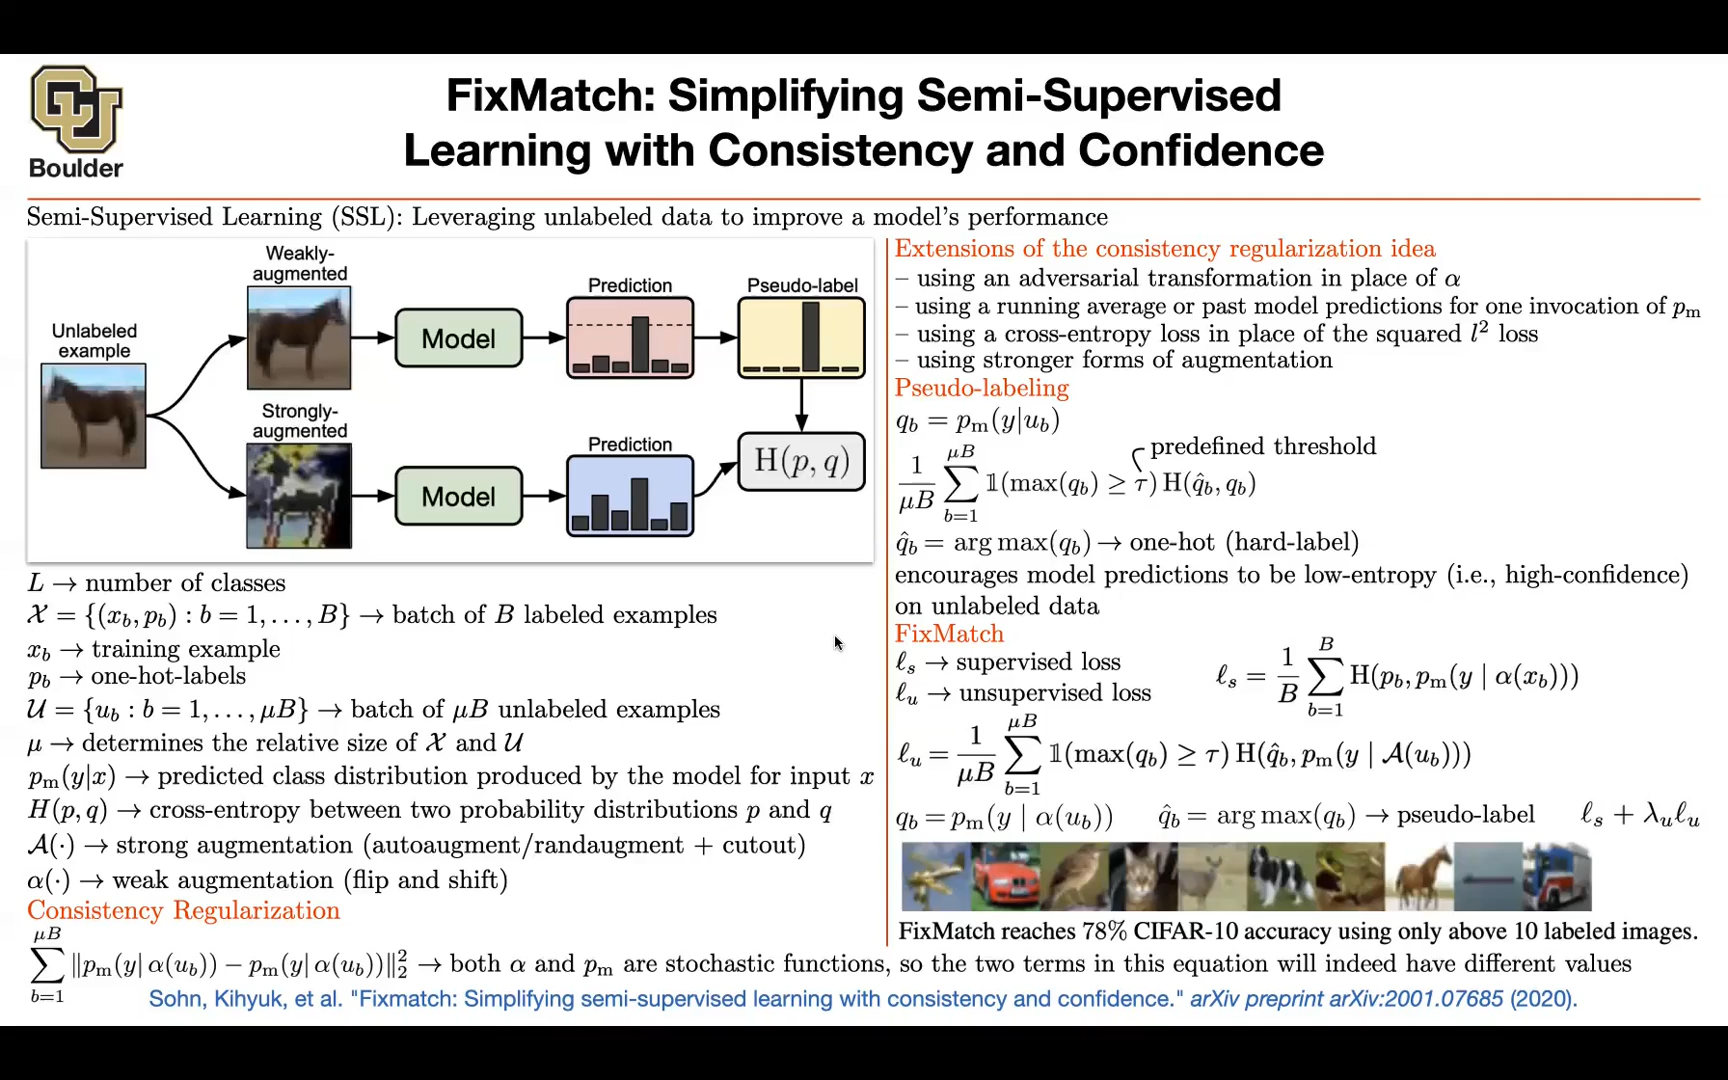 CU
Boulder
FixMatch: Simplifying Semi-Supervised
Learning with Consistency and Confidence
Semi-Supervised Learning (SSL): Leveraging unlabeled data to improve a model's performance
Unlabeled
example
Weakly-
augmented
Model
Prediction
Pseudo-label
Strongly-
augmented
Model
Prediction
H(p, q)
L → number of classes
𝒳 = {(x_b, p_b) : b = 1, . . . , B} → batch of B labeled examples
x_b → training example
p_b → one-hot-labels
𝒰 = {u_b : b = 1, . . . , μB} → batch of μB unlabeled examples
μ → determines the relative size of 𝒳 and 𝒰
p_m(y|x) → predicted class distribution produced by the model for input x
H(p, q) → cross-entropy between two probability distributions p and q
𝒜(·) → strong augmentation (autoaugment/randaugment + cutout)
α(·) → weak augmentation (flip and shift)
Consistency Regularization
∑_{b=1}^{μB} ‖p_m(y| α(u_b)) − p_m(y| α(u_b))‖_2^2 → both α and p_m are stochastic functions, so the two terms in this equation will indeed have different values
Extensions of the consistency regularization idea
– using an adversarial transformation in place of α
– using a running average or past model predictions for one invocation of p_m
– using a cross-entropy loss in place of the squared l^2 loss
– using stronger forms of augmentation
Pseudo-labeling
q_b = p_m(y|u_b)
predefined threshold
1/μB ∑_{b=1}^{μB} 𝟙(max(q_b) ≥ τ) H(q̂_b, q_b)
q̂_b = arg max(q_b) → one-hot (hard-label)
encourages model predictions to be low-entropy (i.e., high-confidence)
on unlabeled data
FixMatch
ℓ_s → supervised loss
ℓ_u → unsupervised loss
ℓ_s = 1/B ∑_{b=1}^{B} H(p_b, p_m(y | α(x_b)))
ℓ_u = 1/μB ∑_{b=1}^{μB} 𝟙(max(q_b) ≥ τ) H(q̂_b, p_m(y | 𝒜(u_b)))
q_b = p_m(y | α(u_b)) q̂_b = arg max(q_b) → pseudo-label ℓ_s + λ_uℓ_u
FixMatch reaches 78% CIFAR-10 accuracy using only above 10 labeled images.
Sohn, Kihyuk, et al. "Fixmatch: Simplifying semi-supervised learning with consistency and confidence." arXiv preprint arXiv:2001.07685 (2020).